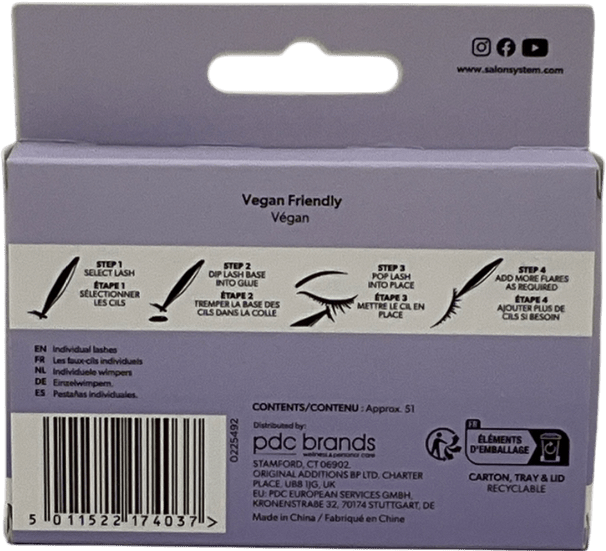 www.salonsystem.com
Vegan Friendly
Végan
STEP 1
SELECT LASH
ÉTAPE 1
SÉLECTIONNER
LES CILS
STEP 2
DIP LASH BASE
INTO GLUE
ÉTAPE 2
TREMPER LA BASE DES
CILS DANS LA COLLE
STEP 3
POP LASH
INTO PLACE
ÉTAPE 3
METTRE LE CIL EN
PLACE
STEP 4
ADD MORE FLARES
AS REQUIRED
ÉTAPE 4
AJOUTER PLUS DE
CILS SI BESOIN
EN Individual lashes
FR Les faux-cils individuels
NL Individuele wimpers
DE Einzelwimpern.
ES Pestañas individuales.
CONTENTS/CONTENU : Approx. 51
0225492
Distributed by:
pdc brands
wellness & personal care
STAMFORD, CT 06902.
ORIGINAL ADDITIONS BP LTD, CHARTER
PLACE, UB8 1JG, UK
EU: PDC EUROPEAN SERVICES GMBH,
KRONENSTRAßE 32, 70174 STUTTGART, DE
Made in China / Fabriqué en Chine
FR
ÉLÉMENTS
D'EMBALLAGE
CARTON, TRAY & LID
RECYCLABLE
5 011522 174037 >